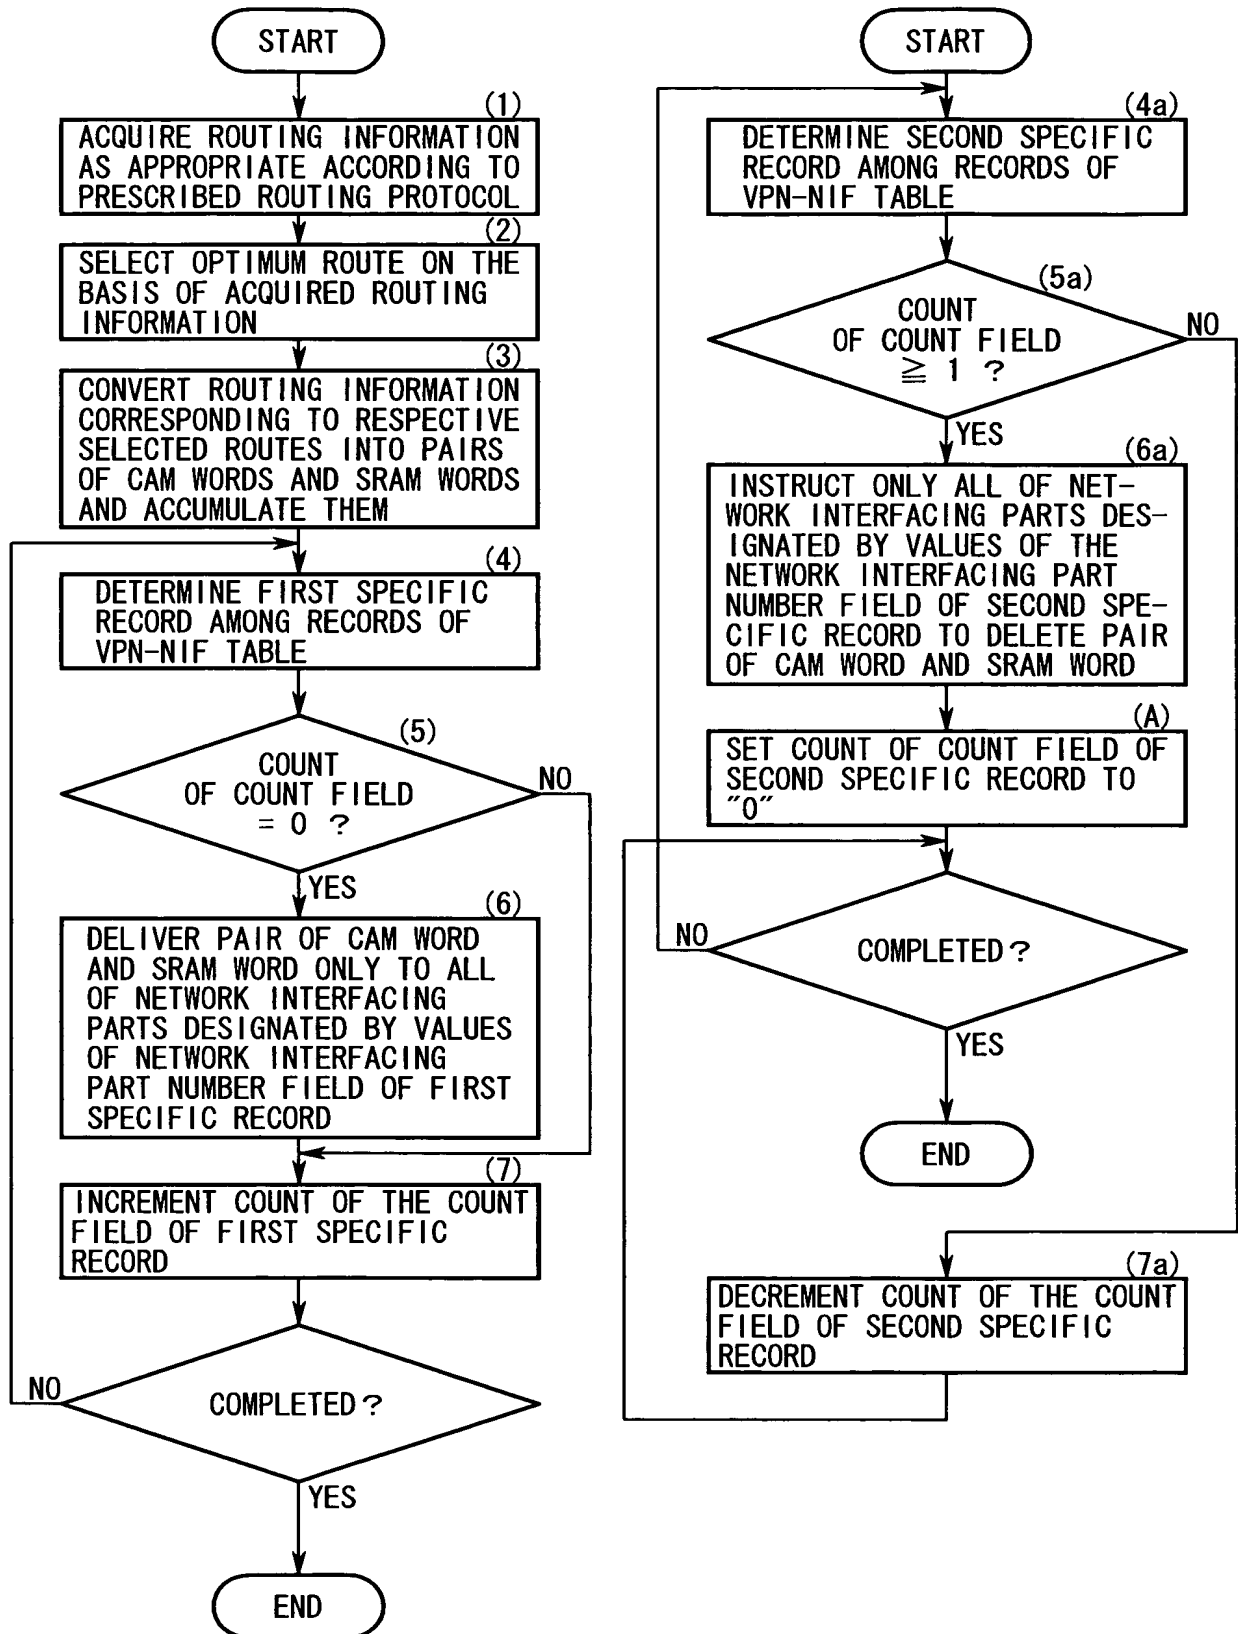 START
(1)
ACQUIRE ROUTING INFORMATION
AS APPROPRIATE ACCORDING TO
PRESCRIBED ROUTING PROTOCOL
(2)
SELECT OPTIMUM ROUTE ON THE
BASIS OF ACQUIRED ROUTING
INFORMATION
(3)
CONVERT ROUTING INFORMATION
CORRESPONDING TO RESPECTIVE
SELECTED ROUTES INTO PAIRS
OF CAM WORDS AND SRAM WORDS
AND ACCUMULATE THEM
(4)
DETERMINE FIRST SPECIFIC
RECORD AMONG RECORDS OF
VPN-NIF TABLE
(5)
COUNT
OF COUNT FIELD
= 0 ?
NO
YES
(6)
DELIVER PAIR OF CAM WORD
AND SRAM WORD ONLY TO ALL
OF NETWORK INTERFACING
PARTS DESIGNATED BY VALUES
OF NETWORK INTERFACING
PART NUMBER FIELD OF FIRST
SPECIFIC RECORD
(7)
INCREMENT COUNT OF THE COUNT
FIELD OF FIRST SPECIFIC
RECORD
NO
COMPLETED?
YES
END
START
(4a)
DETERMINE SECOND SPECIFIC
RECORD AMONG RECORDS OF
VPN-NIF TABLE
(5a)
COUNT
OF COUNT FIELD
≧ 1 ?
NO
YES
(6a)
INSTRUCT ONLY ALL OF NET-
WORK INTERFACING PARTS DES-
IGNATED BY VALUES OF THE
NETWORK INTERFACING PART
NUMBER FIELD OF SECOND SPE-
CIFIC RECORD TO DELETE PAIR
OF CAM WORD AND SRAM WORD
(A)
SET COUNT OF COUNT FIELD OF
SECOND SPECIFIC RECORD TO
"0"
NO
COMPLETED?
YES
END
(7a)
DECREMENT COUNT OF THE COUNT
FIELD OF SECOND SPECIFIC
RECORD